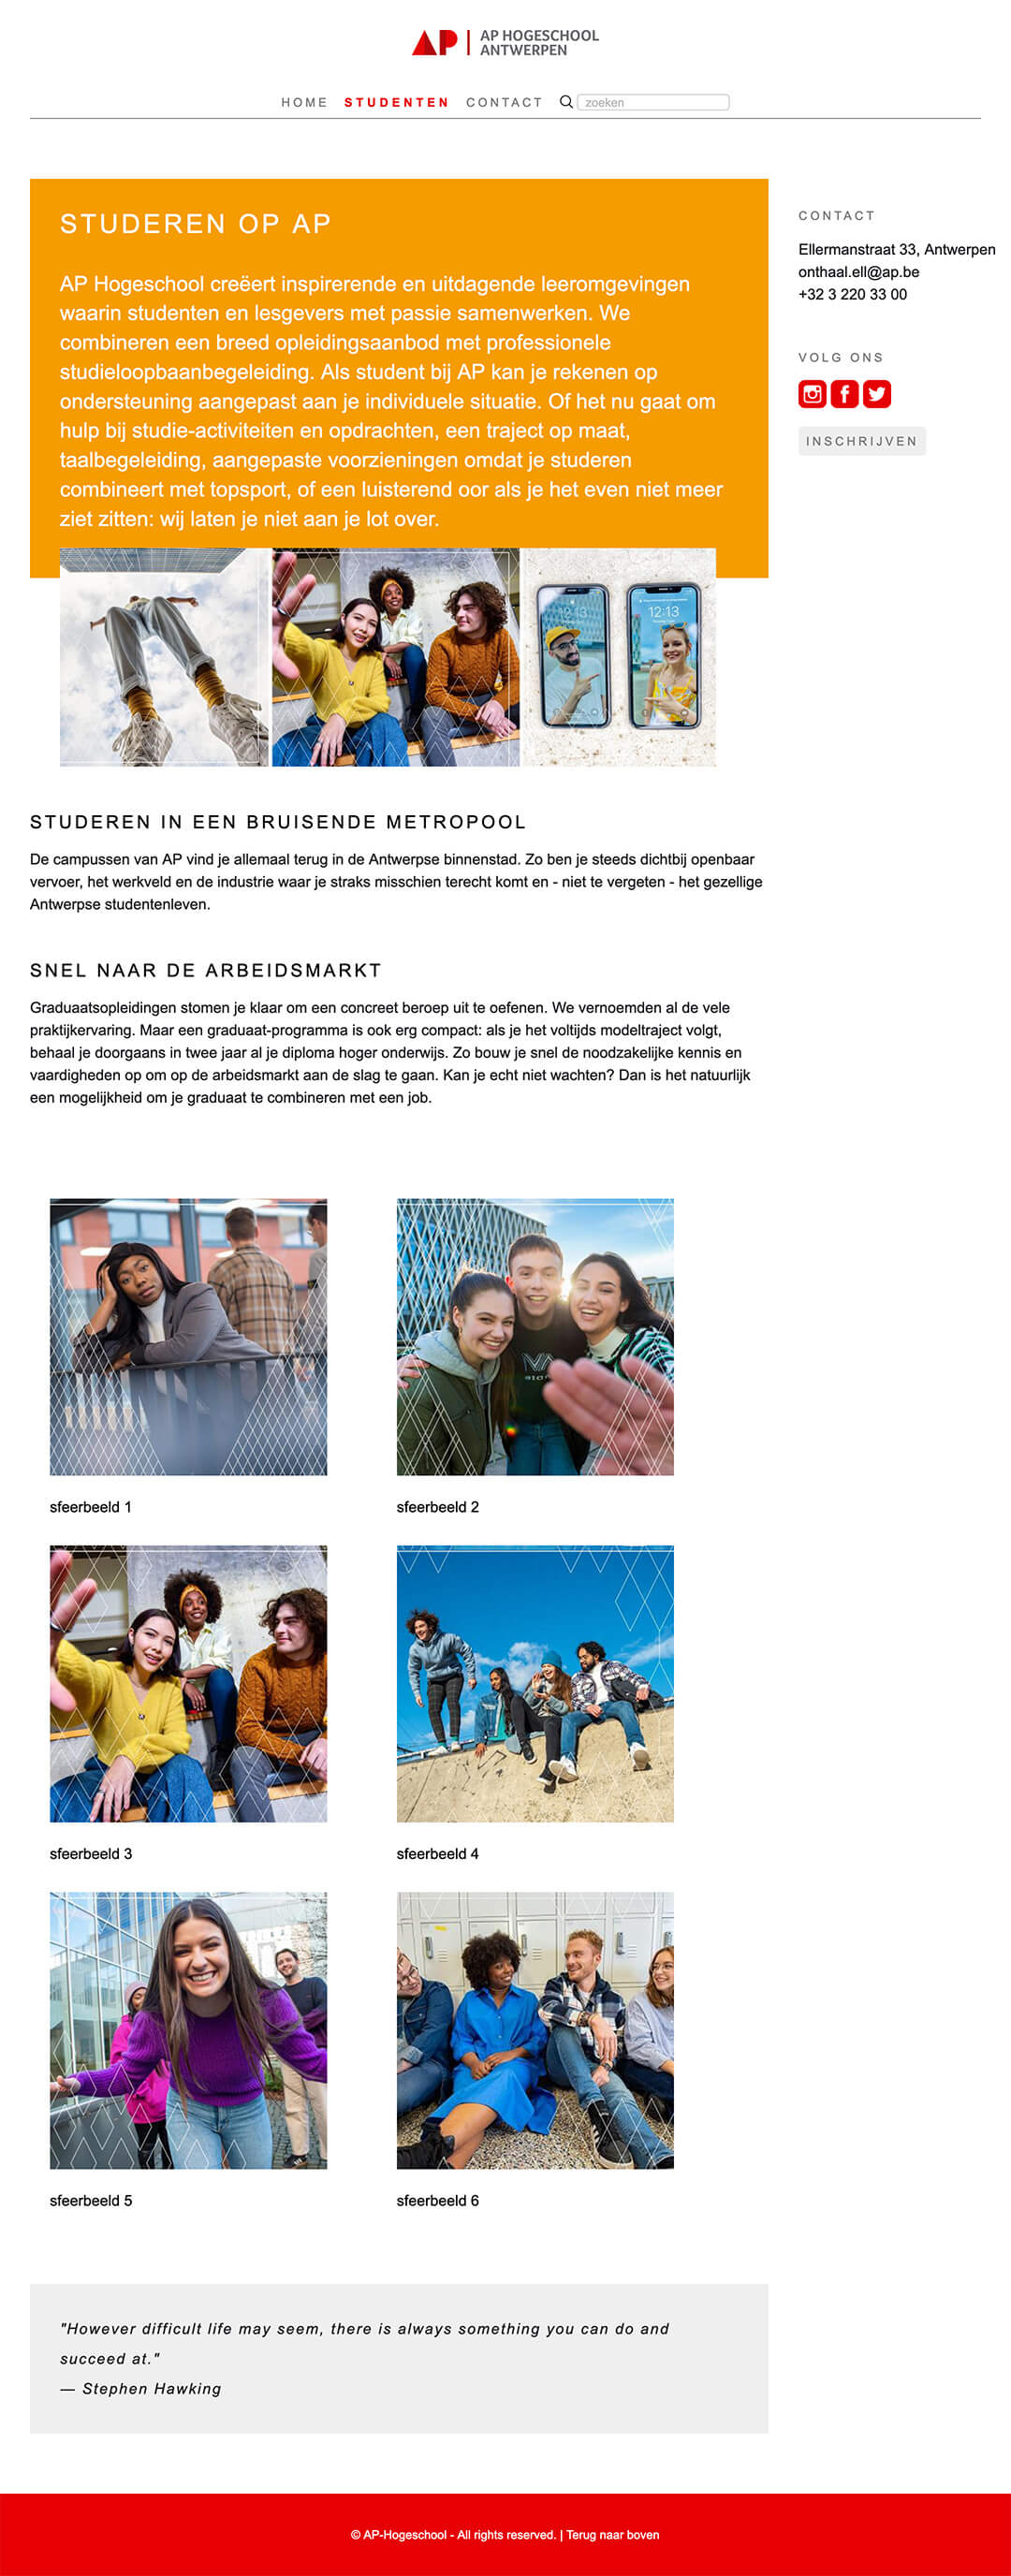 AP | AP HOGESCHOOL
ANTWERPEN
HOME STUDENTEN CONTACT zoeken
STUDEREN OP AP
AP Hogeschool creëert inspirerende en uitdagende leeromgevingen
waarin studenten en lesgevers met passie samenwerken. We
combineren een breed opleidingsaanbod met professionele
studieloopbaanbegeleiding. Als student bij AP kan je rekenen op
ondersteuning aangepast aan je individuele situatie. Of het nu gaat om
hulp bij studie-activiteiten en opdrachten, een traject op maat,
taalbegeleiding, aangepaste voorzieningen omdat je studeren
combineert met topsport, of een luisterend oor als je het even niet meer
ziet zitten: wij laten je niet aan je lot over.
12:13
12:13
CONTACT
Ellermanstraat 33, Antwerpen
onthaal.ell@ap.be
+32 3 220 33 00
VOLG ONS
INSCHRIJVEN
STUDEREN IN EEN BRUISENDE METROPOOL
De campussen van AP vind je allemaal terug in de Antwerpse binnenstad. Zo ben je steeds dichtbij openbaar
vervoer, het werkveld en de industrie waar je straks misschien terecht komt en - niet te vergeten - het gezellige
Antwerpse studentenleven.
SNEL NAAR DE ARBEIDSMARKT
Graduaatsopleidingen stomen je klaar om een concreet beroep uit te oefenen. We vernoemden al de vele
praktijkervaring. Maar een graduaat-programma is ook erg compact: als je het voltijds modeltraject volgt,
behaal je doorgaans in twee jaar al je diploma hoger onderwijs. Zo bouw je snel de noodzakelijke kennis en
vaardigheden op om op de arbeidsmarkt aan de slag te gaan. Kan je echt niet wachten? Dan is het natuurlijk
een mogelijkheid om je graduaat te combineren met een job.
sfeerbeeld 1
sfeerbeeld 2
sfeerbeeld 3
sfeerbeeld 4
sfeerbeeld 5
sfeerbeeld 6
"However difficult life may seem, there is always something you can do and
succeed at."
— Stephen Hawking
© AP-Hogeschool - All rights reserved. | Terug naar boven